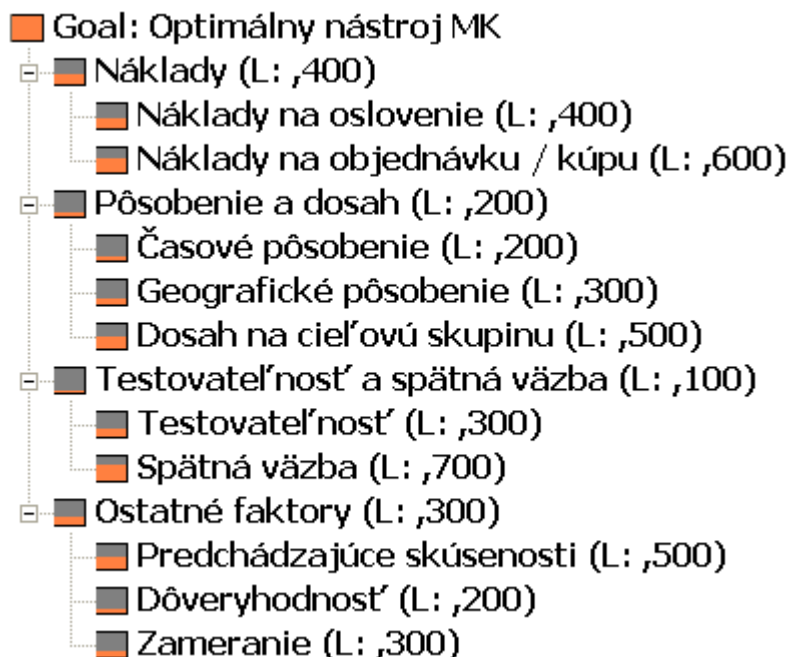 Goal: Optimálny nástroj MK
Náklady (L: ,400)
Náklady na oslovenie (L: ,400)
Náklady na objednávku / kúpu (L: ,600)
Pôsobenie a dosah (L: ,200)
Časové pôsobenie (L: ,200)
Geografické pôsobenie (L: ,300)
Dosah na cieľovú skupinu (L: ,500)
Testovateľnosť a spätná väzba (L: ,100)
Testovateľnosť (L: ,300)
Spätná väzba (L: ,700)
Ostatné faktory (L: ,300)
Predchádzajúce skúsenosti (L: ,500)
Dôveryhodnosť (L: ,200)
Zameranie (L: ,300)